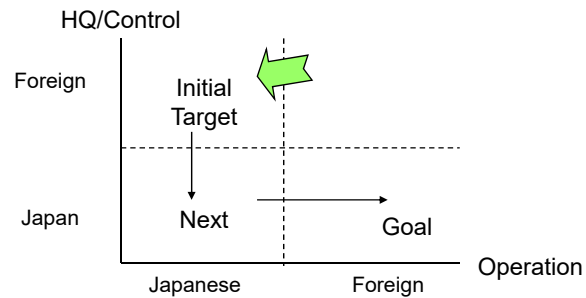 HQ/Control
Foreign
Initial
Target
Japan
Next
Goal
Operation
Japanese
Foreign